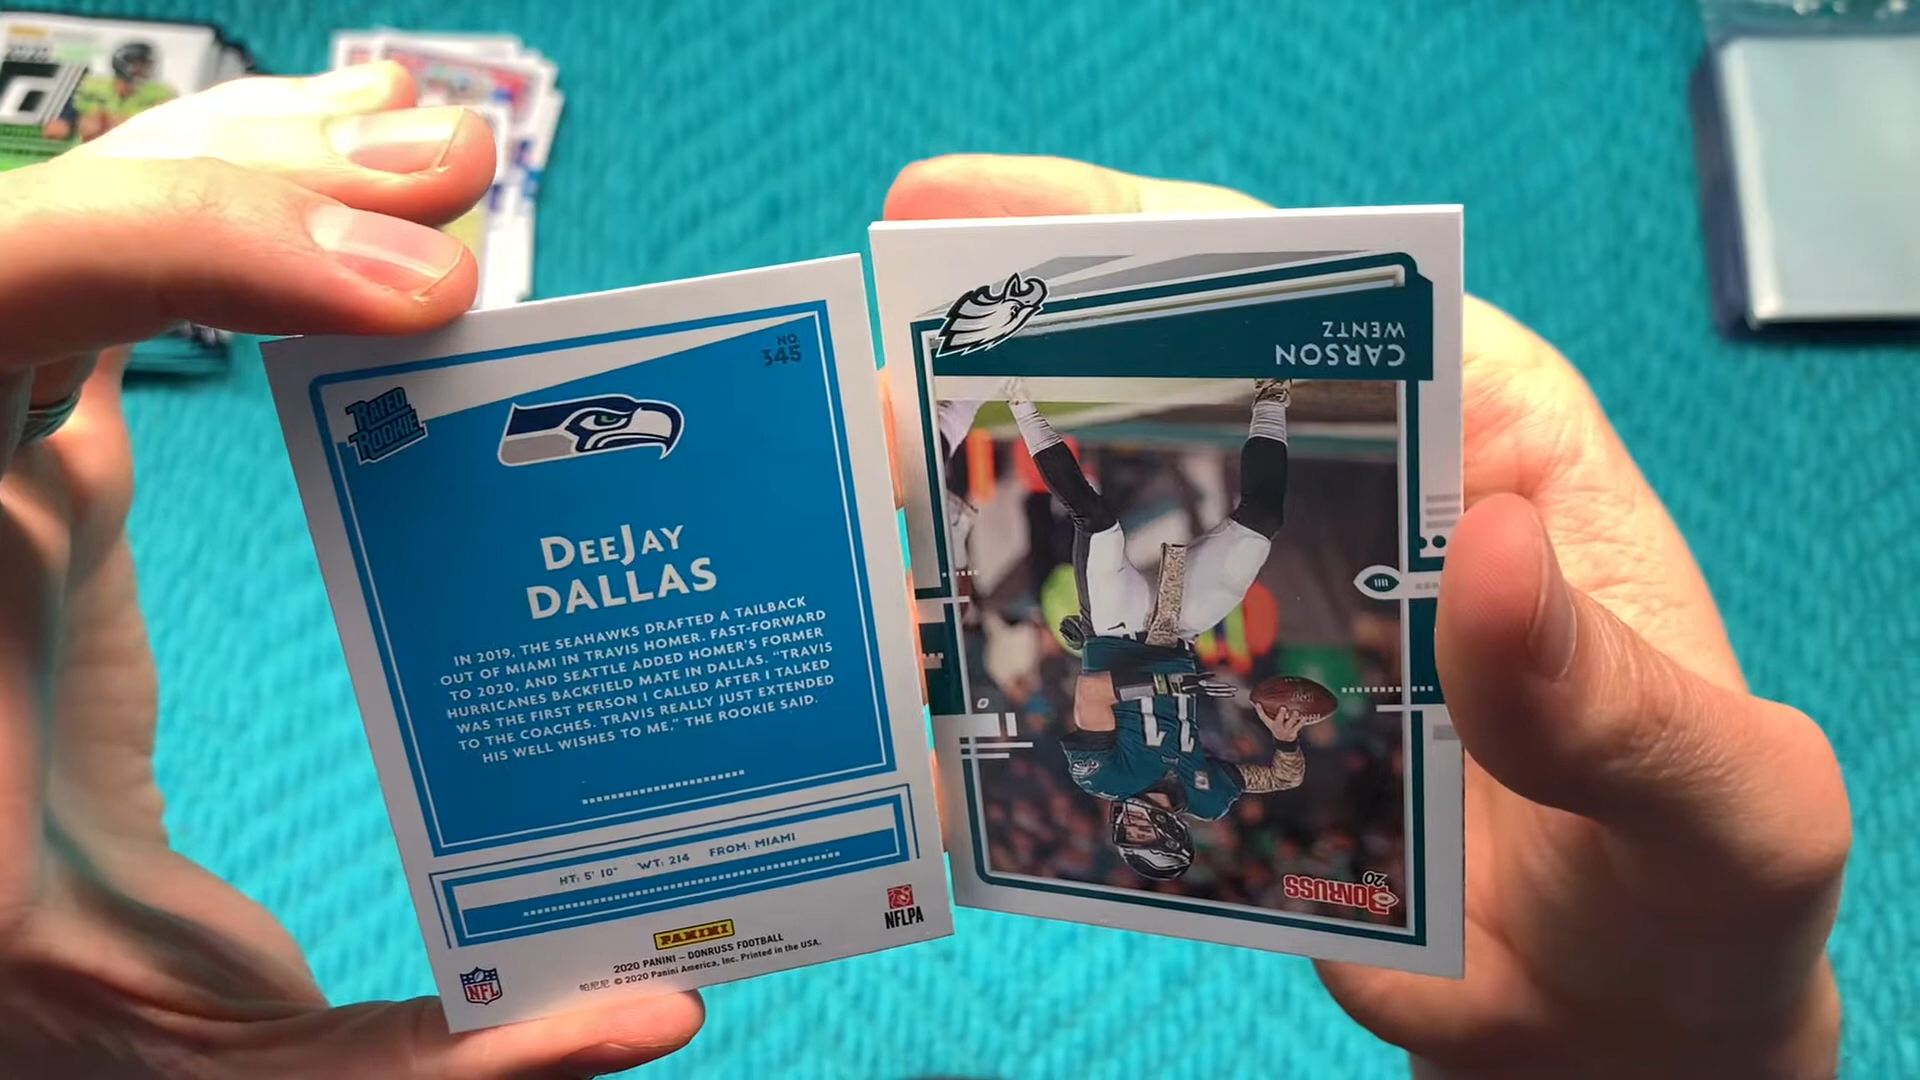 NO.
345
RATED
ROOKIE
DEEJAY
DALLAS
IN 2019, THE SEAHAWKS DRAFTED A TAILBACK
OUT OF MIAMI IN TRAVIS HOMER. FAST-FORWARD
TO 2020, AND SEATTLE ADDED HOMER'S FORMER
HURRICANES BACKFIELD MATE IN DALLAS. "TRAVIS
WAS THE FIRST PERSON I CALLED AFTER I TALKED
TO THE COACHES. TRAVIS REALLY JUST EXTENDED
HIS WELL WISHES TO ME," THE ROOKIE SAID.
HT: 5' 10" WT: 214 FROM: MIAMI
PANINI
NFLPA
2020 PANINI – DONRUSS FOOTBALL
帕尼尼 © 2020 Panini America, Inc. Printed in the USA.
NFL
CARSON
WENTZ
11
20
DONRUSS